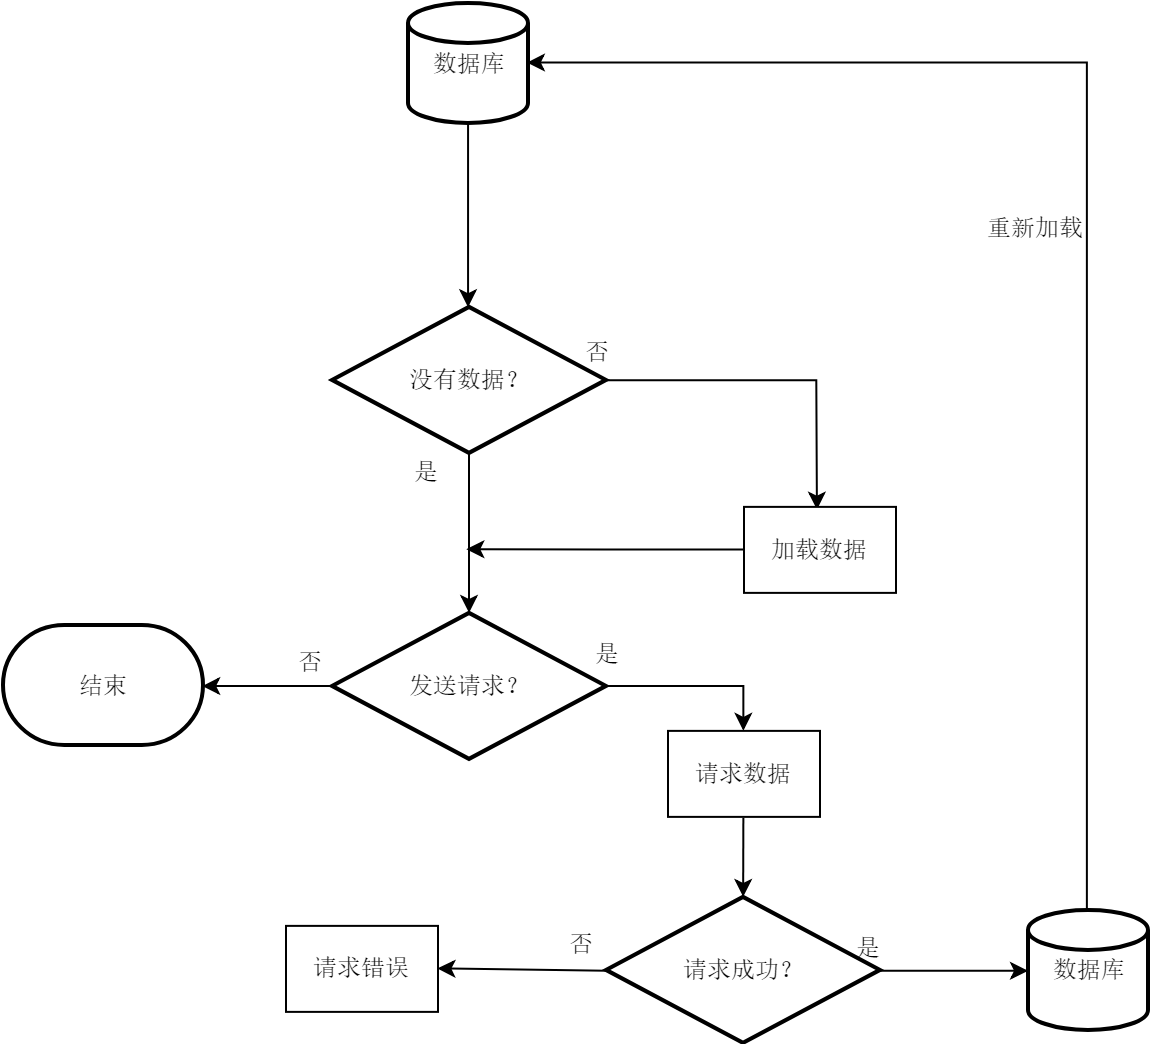 数据库
重新加载
否
没有数据？
是
加载数据
是
否
发送请求？
结束
请求数据
否
是
请求错误
请求成功？
数据库